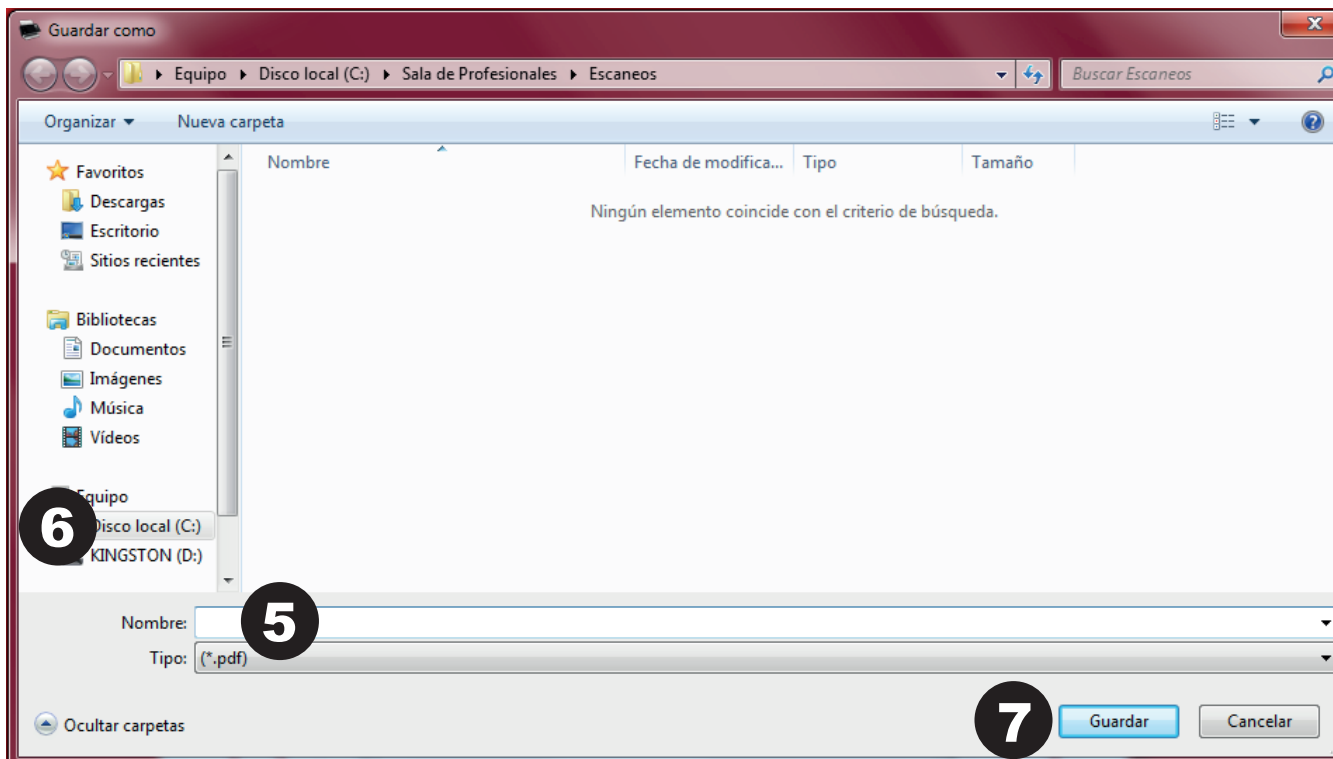 Guardar como
Equipo Disco local (C:) Sala de Profesionales Escaneos
Buscar Escaneos
Organizar Nueva carpeta
Nombre Fecha de modifica... Tipo Tamaño
Ningún elemento coincide con el criterio de búsqueda.
Favoritos
Descargas
Escritorio
Sitios recientes
Bibliotecas
Documentos
Imágenes
Música
Vídeos
Equipo
6 Disco local (C:)
KINGSTON (D:)
Nombre: 5
Tipo: (*.pdf)
Ocultar carpetas
7 Guardar Cancelar